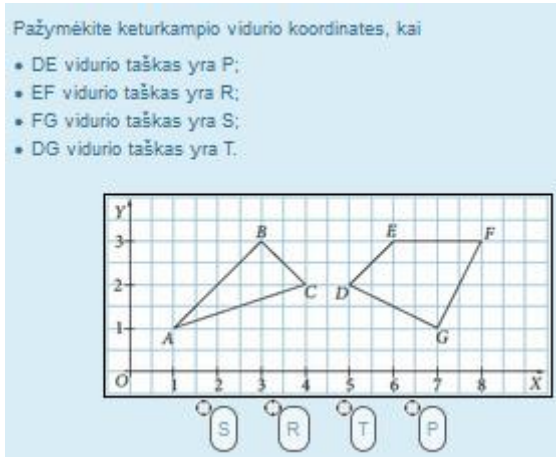 Pažymėkite keturkampio vidurio koordinates, kai
• DE vidurio taškas yra P;
• EF vidurio taškas yra R;
• FG vidurio taškas yra S;
• DG vidurio taškas yra T.
Y
3 B E F
2 C D
1 A G
O 1 2 3 4 5 6 7 8 X
S R T P